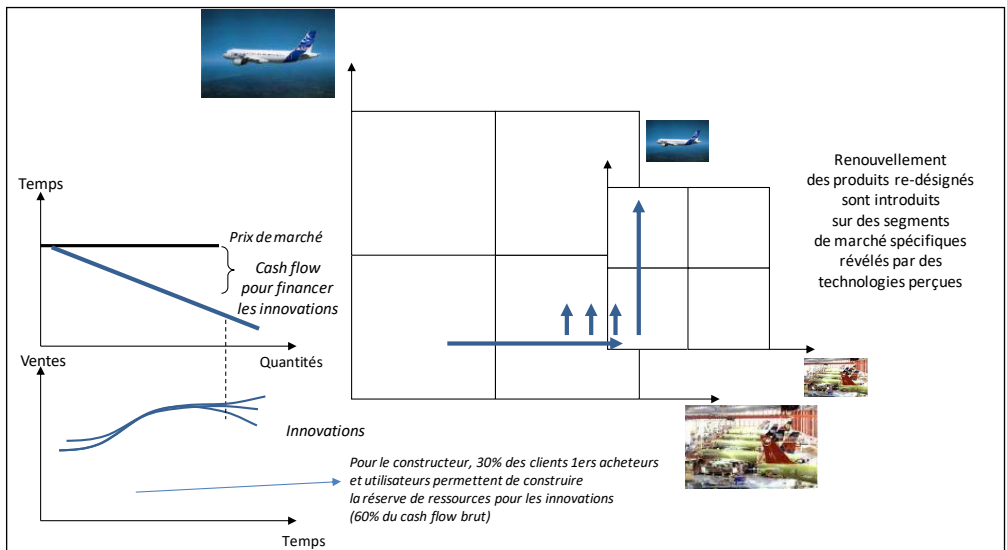 Temps
Prix de marché
Cash flow
pour financer
les innovations
Quantités
Ventes
Innovations
Temps
Pour le constructeur, 30% des clients 1ers acheteurs
et utilisateurs permettent de construire
la réserve de ressources pour les innovations
(60% du cash flow brut)
Renouvellement
des produits re-désignés
sont introduits
sur des segments
de marché spécifiques
révélés par des
technologies perçues